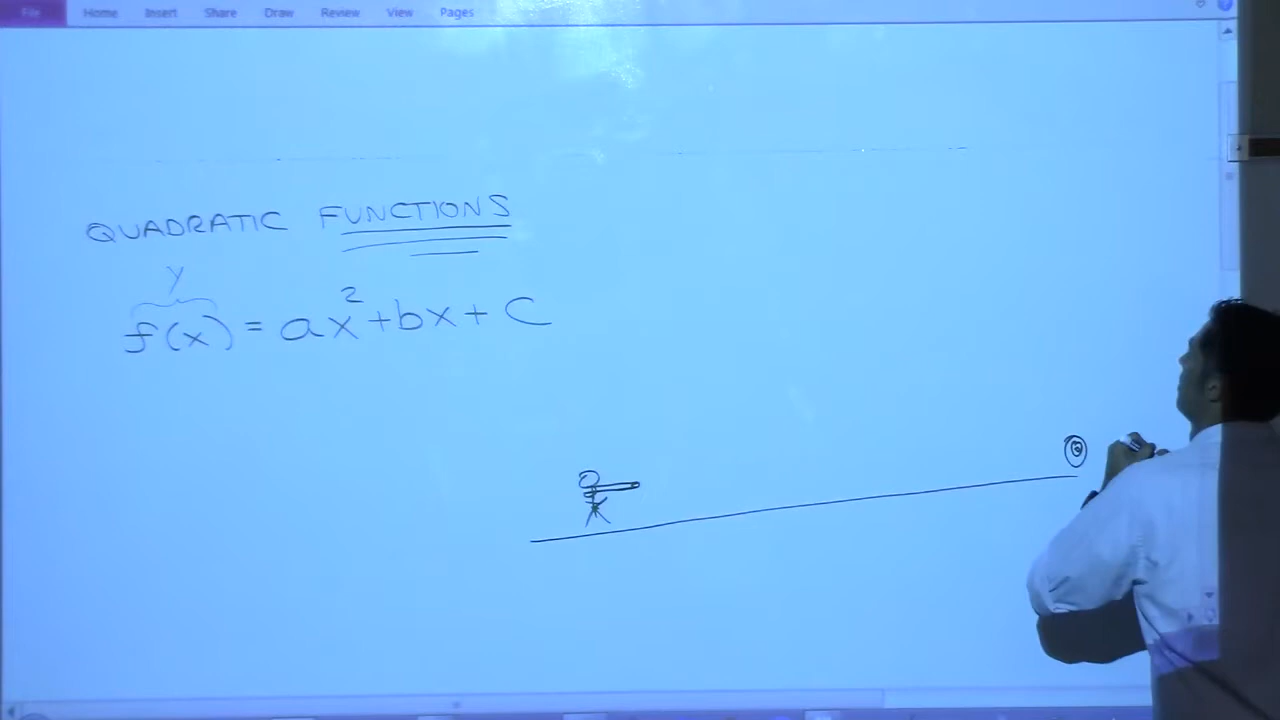 File Home Insert Share Draw Review View Pages
QUADRATIC FUNCTIONS
y
f(x) = ax²+bx+c